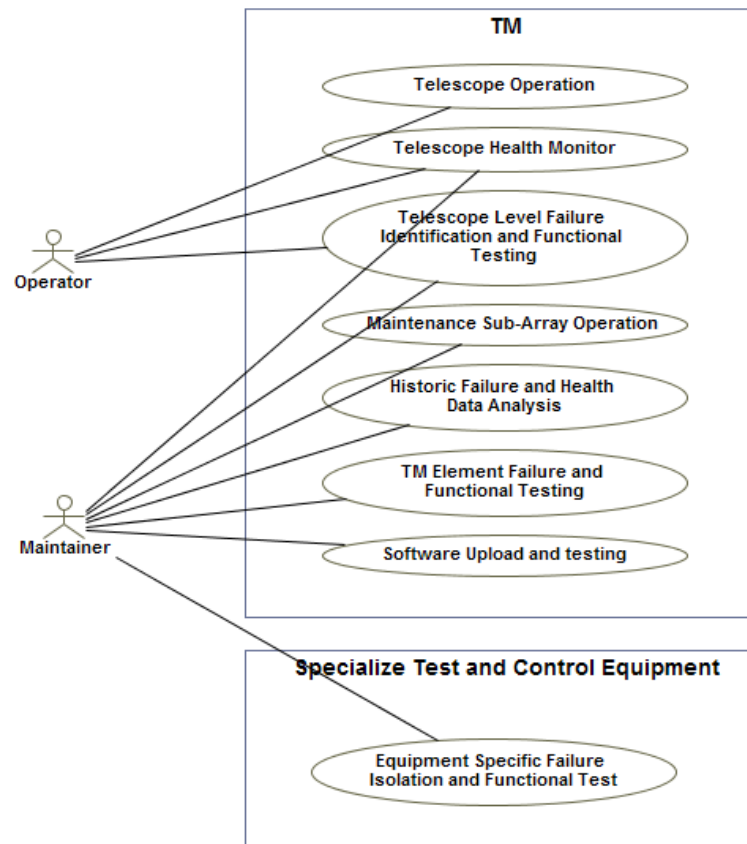 TM
Telescope Operation
Telescope Health Monitor
Telescope Level Failure
Identification and Functional
Testing
Operator
Maintenance Sub-Array Operation
Historic Failure and Health
Data Analysis
TM Element Failure and
Functional Testing
Maintainer
Software Upload and testing
Specialize Test and Control Equipment
Equipment Specific Failure
Isolation and Functional Test